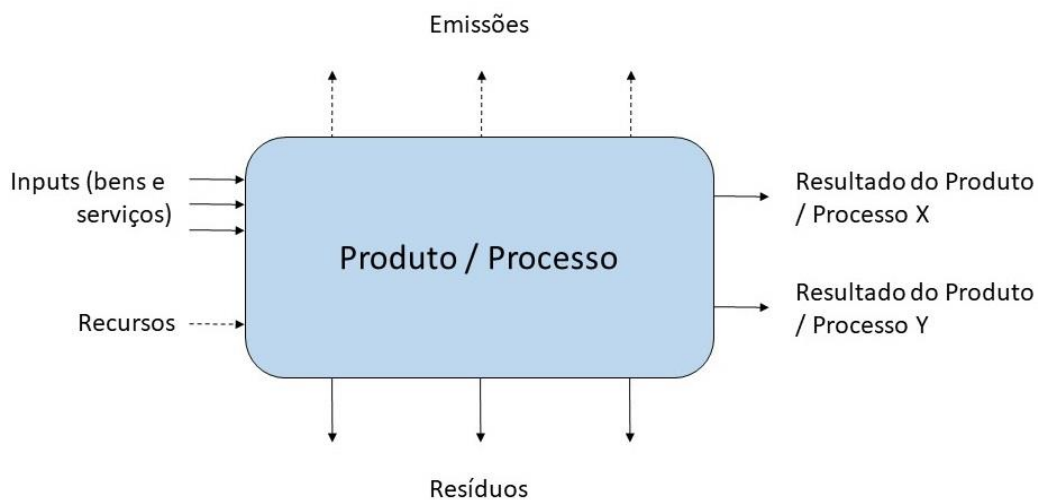 Emissões
Inputs (bens e
serviços)
Recursos
Produto / Processo
Resultado do Produto
/ Processo X
Resultado do Produto
/ Processo Y
Resíduos